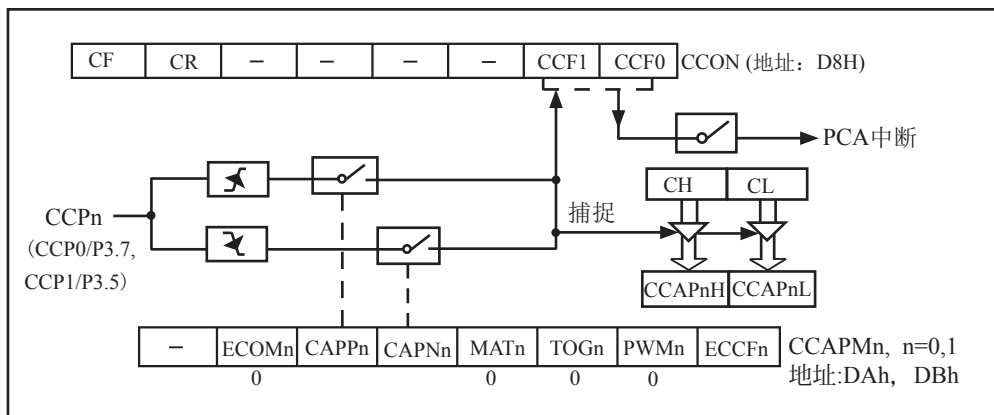 CF CR – – – – CCF1 CCF0 CCON (地址：D8H)
PCA中断
CH CL
CCPn
捕捉
(CCP0/P3.7,
CCP1/P3.5)
CCAPnH CCAPnL
– ECOMn CAPPn CAPNn MATn TOGn PWMn ECCFn CCAPMn, n=0,1
0 0 0 0 地址:DAh, DBh